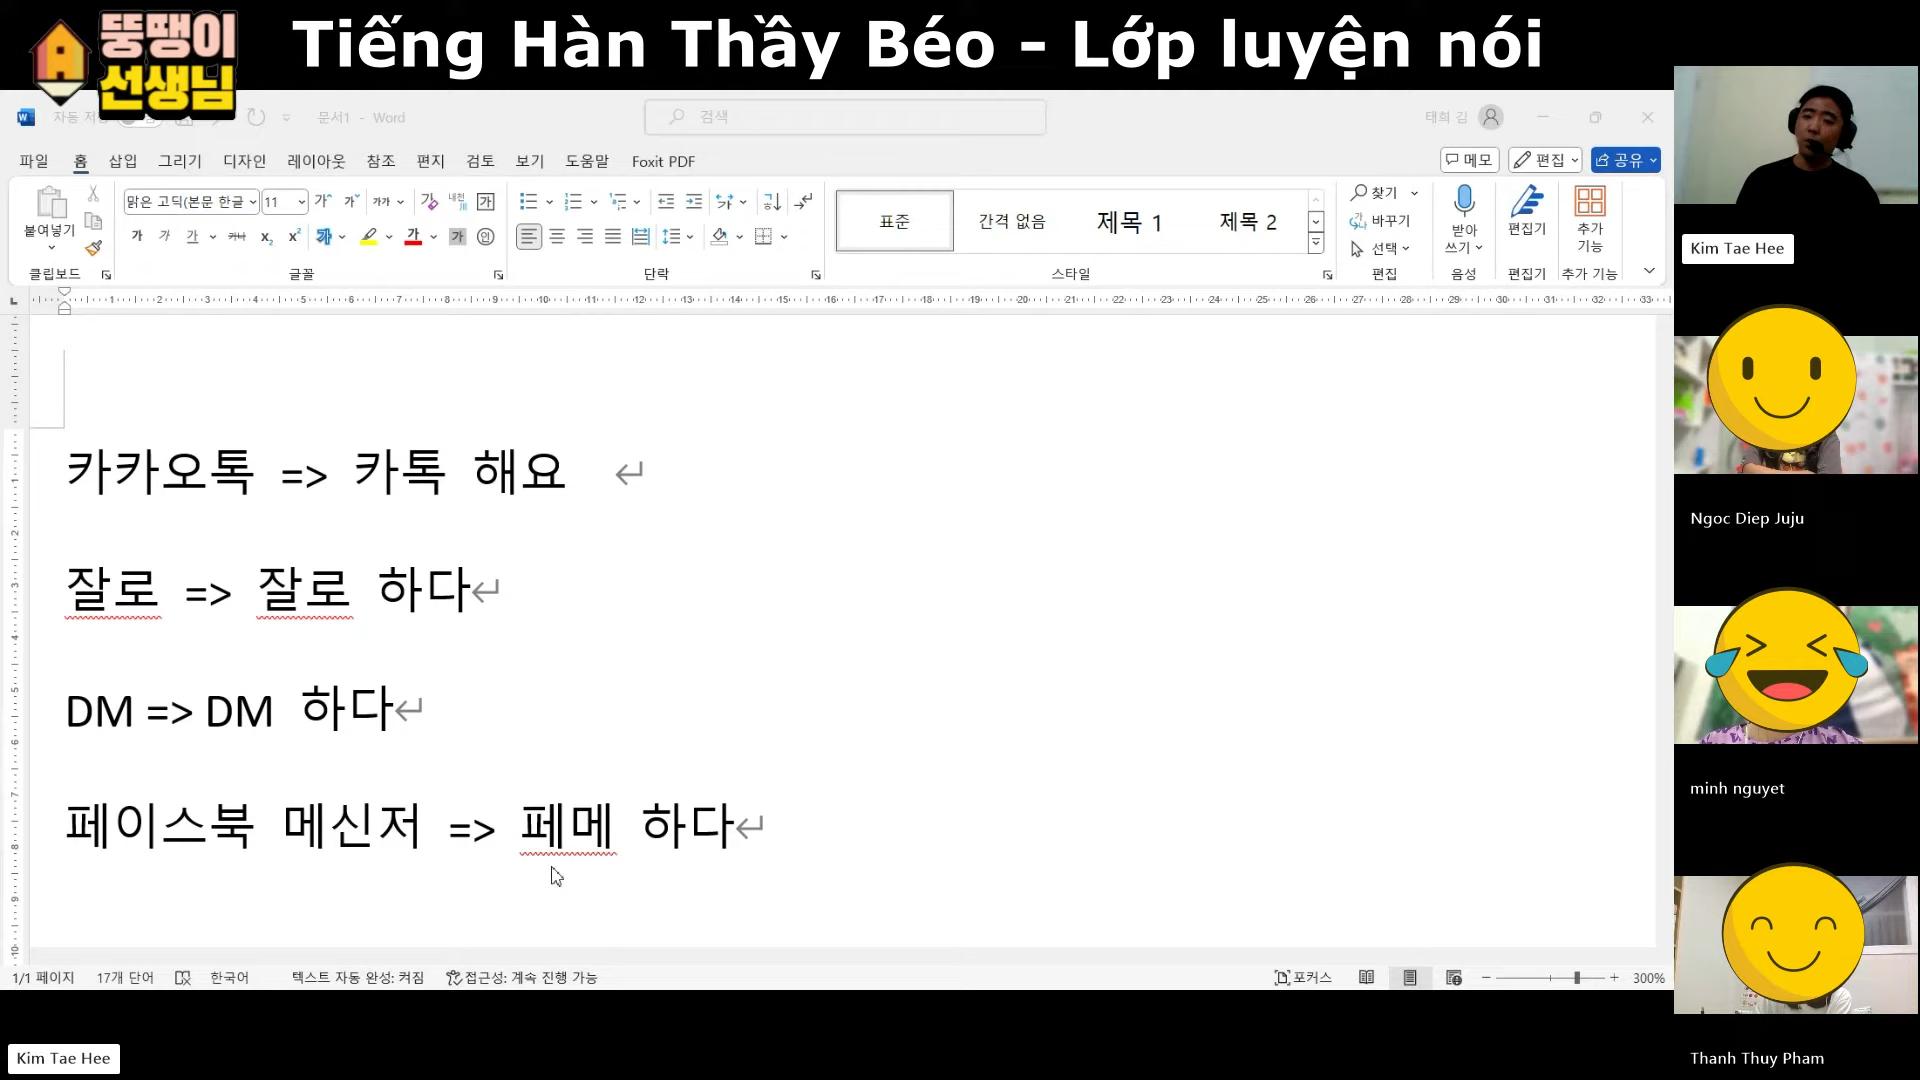 뚱땡이
선생님
Tiếng Hàn Thầy Béo - Lớp luyện nói
문서1 - Word
검색
태희 김
파일 홈 삽입 그리기 디자인 레이아웃 참조 편지 검토 보기 도움말 Foxit PDF
메모 편집 공유
붙여넣기
클립보드
맑은 고딕(본문 한글 11
글꼴
단락
표준
간격 없음
제목 1
제목 2
스타일
찾기
바꾸기
선택
편집
받아
쓰기
음성
편집기
편집기
추가
기능
추가 기능
카카오톡 => 카톡 해요
잘로 => 잘로 하다
DM => DM 하다
페이스북 메신저 => 페메 하다
1/1 페이지 17개 단어 한국어 텍스트 자동 완성: 켜짐 접근성: 계속 진행 가능 포커스 300%
Kim Tae Hee
Kim Tae Hee
Ngoc Diep Juju
minh nguyet
Thanh Thuy Pham